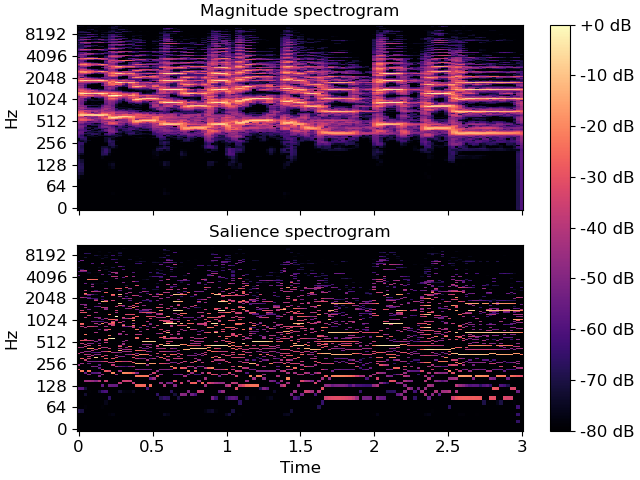 Magnitude spectrogram
Hz
8192
4096
2048
1024
512
256
128
64
0
Salience spectrogram
Hz
8192
4096
2048
1024
512
256
128
64
0
0
0.5
1
1.5
2
2.5
3
Time
+0 dB
-10 dB
-20 dB
-30 dB
-40 dB
-50 dB
-60 dB
-70 dB
-80 dB